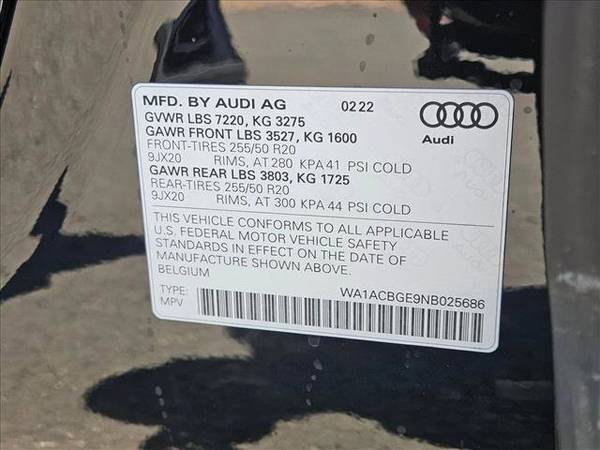 MFD. BY AUDI AG 0222
Audi
GVWR LBS 7220, KG 3275
GAWR FRONT LBS 3527, KG 1600
FRONT-TIRES 255/50 R20
9JX20 RIMS, AT 280 KPA 41 PSI COLD
GAWR REAR LBS 3803, KG 1725
REAR-TIRES 255/50 R20
9JX20 RIMS, AT 300 KPA 44 PSI COLD
THIS VEHICLE CONFORMS TO ALL APPLICABLE
U.S. FEDERAL MOTOR VEHICLE SAFETY
STANDARDS IN EFFECT ON THE DATE OF
MANUFACTURE SHOWN ABOVE.
BELGIUM
WA1ACBGE9NB025686
TYPE:
MPV